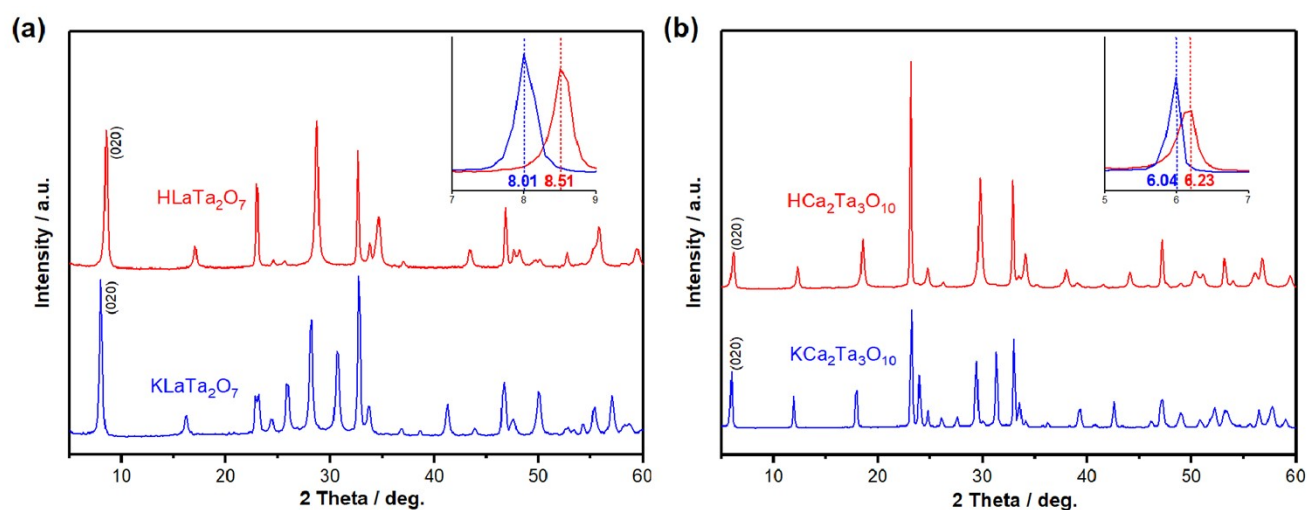 (a)
Intensity / a.u.
(020)
HLaTa₂O₇
(020)
KLaTa₂O₇
8.01 8.51
7 8 9
10 20 30 40 50 60
2 Theta / deg.
(b)
Intensity / a.u.
(020)
HCa₂Ta₃O₁₀
(020)
KCa₂Ta₃O₁₀
6.04 6.23
5 6 7
10 20 30 40 50 60
2 Theta / deg.